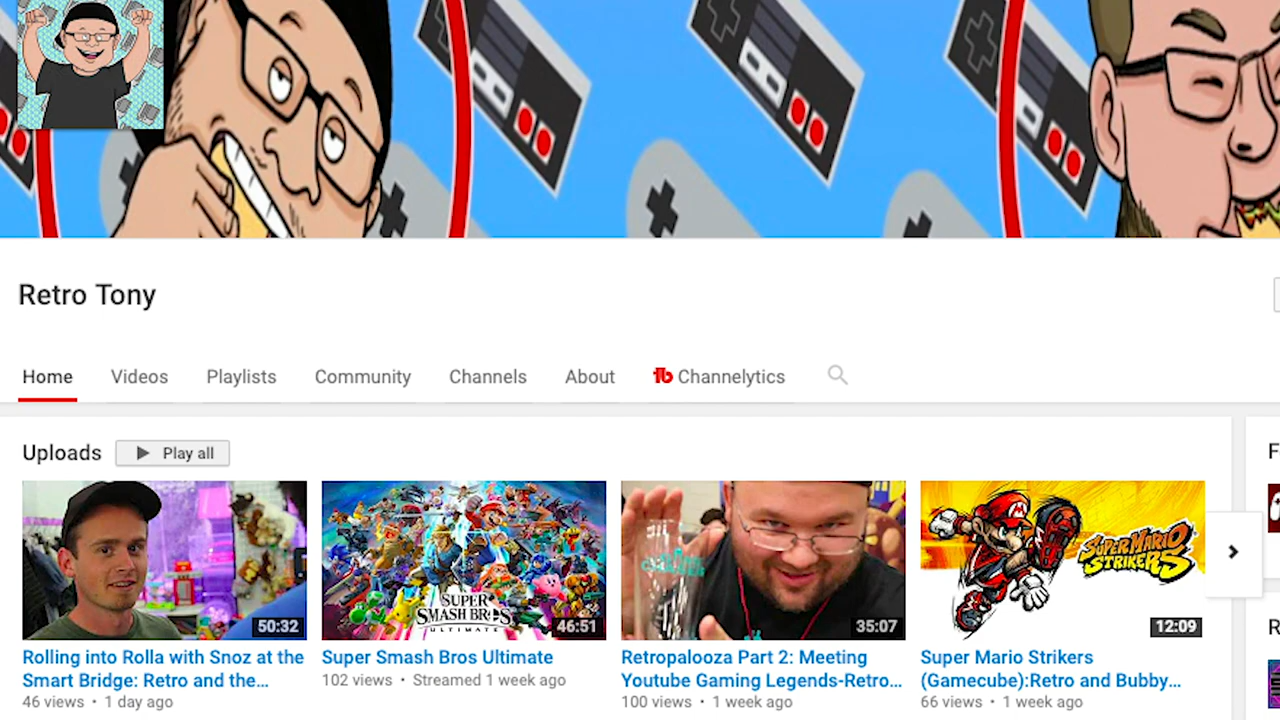 Retro Tony
Home Videos Playlists Community Channels About Channelytics
Uploads Play all
SUPER
SMASH BROS
ULTIMATE
SUPER MARIO
STRIKERS
50:32 46:51 35:07 12:09
Rolling into Rolla with Snoz at the
Smart Bridge: Retro and the...
46 views • 1 day ago
Super Smash Bros Ultimate
102 views • Streamed 1 week ago
Retropalooza Part 2: Meeting
Youtube Gaming Legends-Retro...
100 views • 1 week ago
Super Mario Strikers
(Gamecube):Retro and Bubby...
66 views • 1 week ago